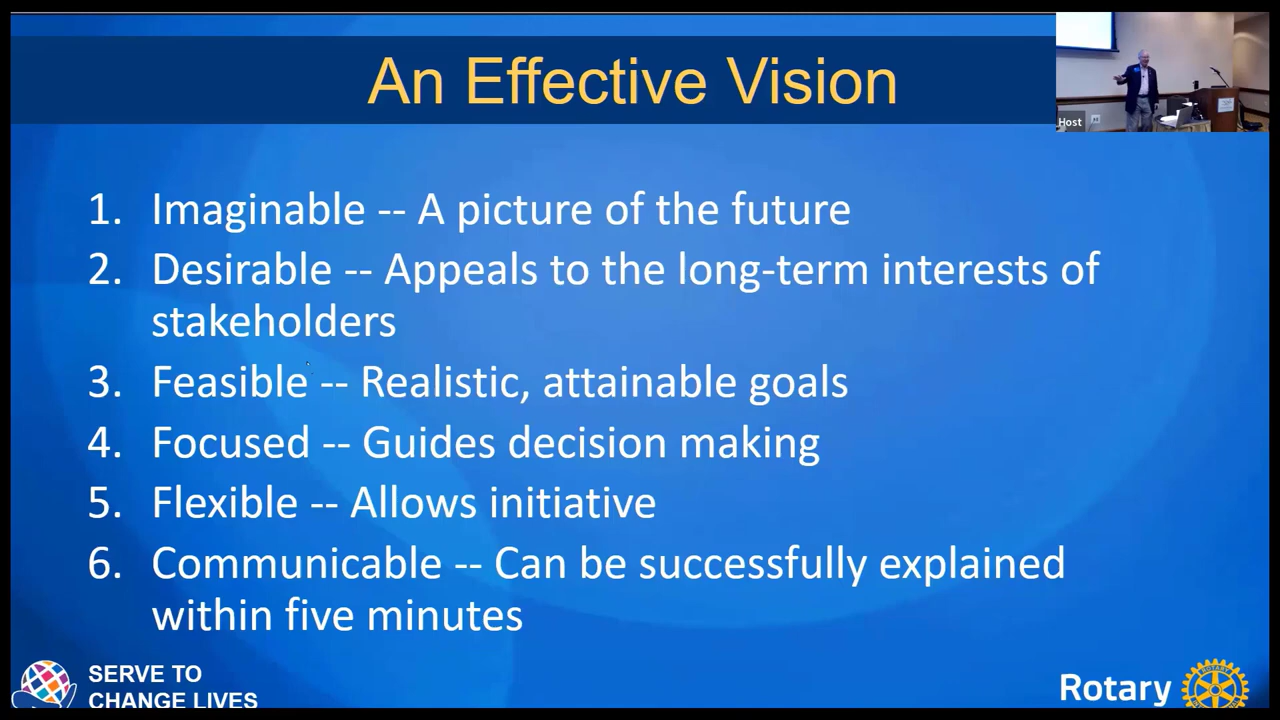 An Effective Vision
Host
1. Imaginable -- A picture of the future
2. Desirable -- Appeals to the long-term interests of
stakeholders
3. Feasible -- Realistic, attainable goals
4. Focused -- Guides decision making
5. Flexible -- Allows initiative
6. Communicable -- Can be successfully explained
within five minutes
SERVE TO
CHANGE LIVES
Rotary